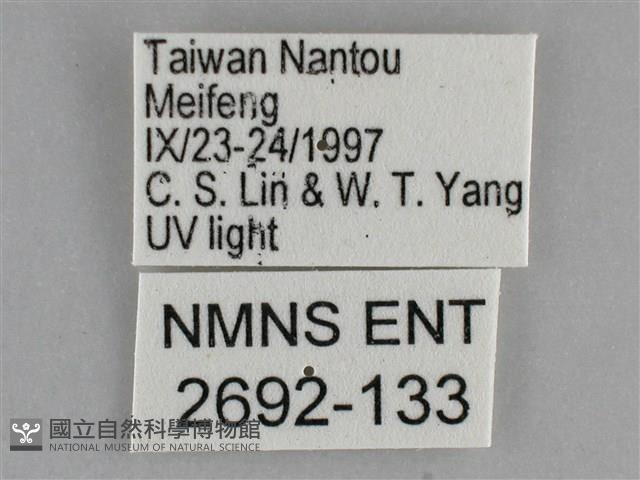 Taiwan Nantou
Meifeng
IX/23-24/1997
C. S. Lin & W. T. Yang
UV light
NMNS ENT
2692-133
國立自然科學博物館
NATIONAL MUSEUM OF NATURAL SCIENCE